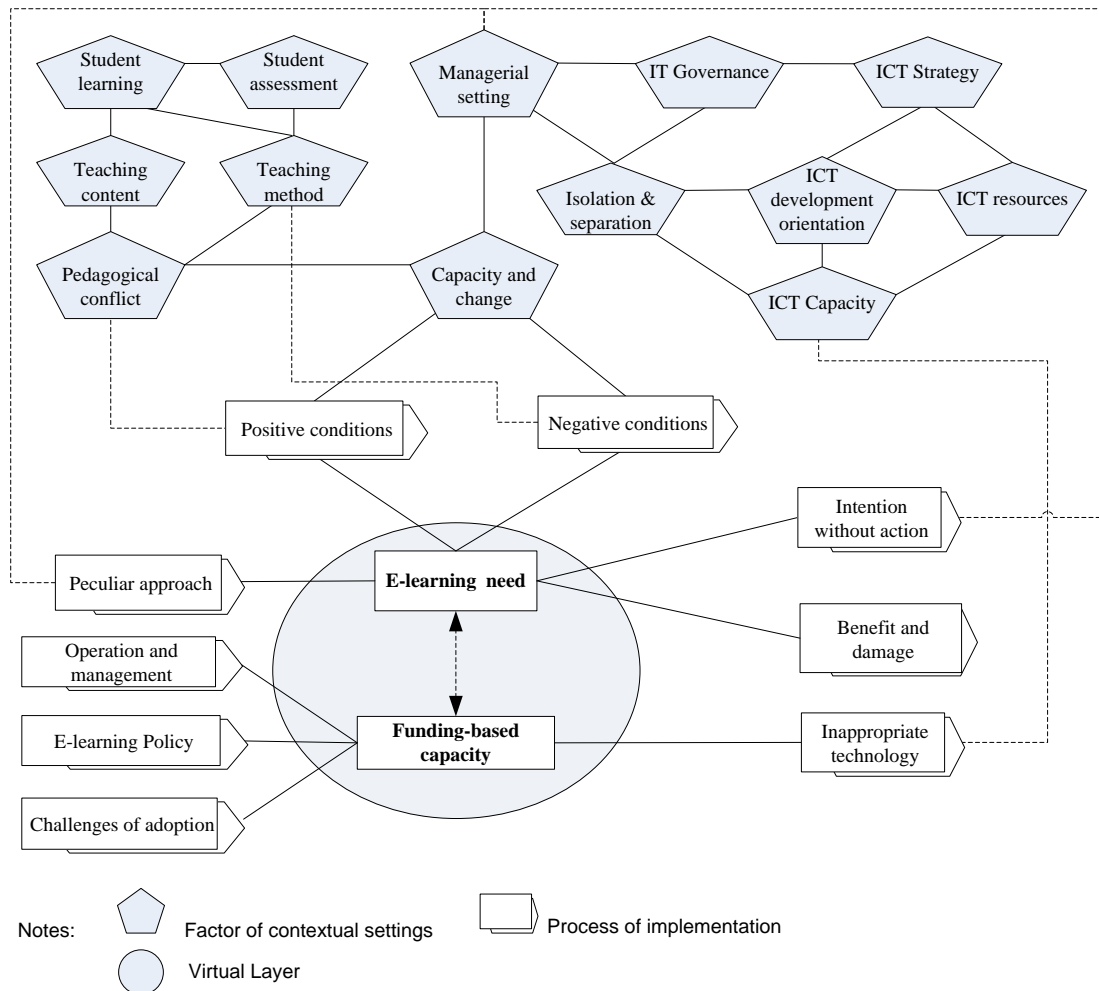 Student
learning
Student
assessment
Managerial
setting
IT Governance
ICT Strategy
Teaching
content
Teaching
method
Isolation &
separation
ICT
development
orientation
ICT resources
Pedagogical
conflict
Capacity and
change
ICT Capacity
Positive conditions
Negative conditions
Intention
without action
Peculiar approach
E-learning need
Benefit and
damage
Operation and
management
E-learning Policy
Funding-based
capacity
Inappropriate
technology
Challenges of adoption
Notes:
Factor of contextual settings
Process of implementation
Virtual Layer